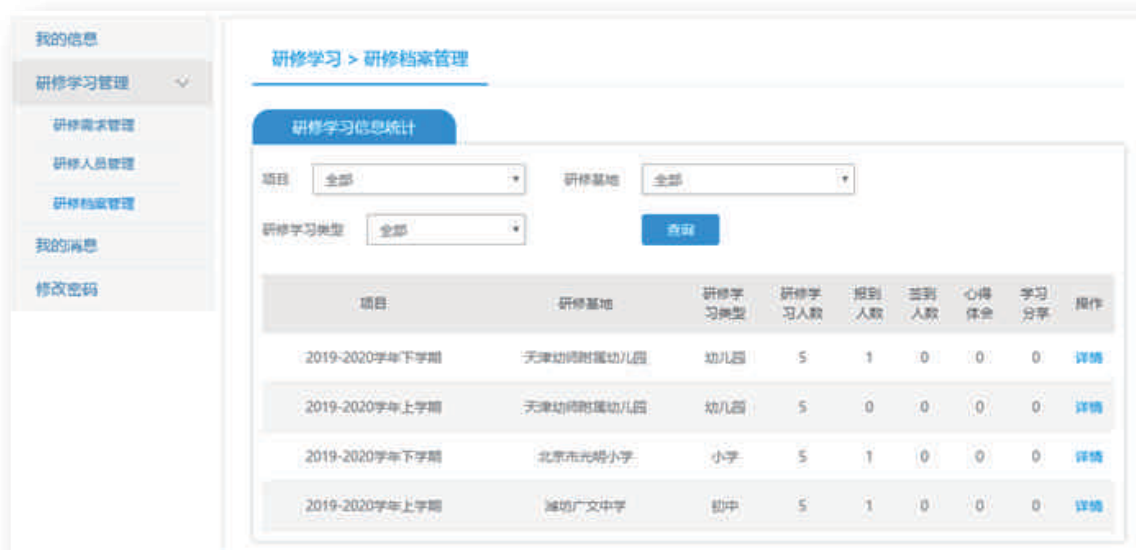 我的信息
研修学习管理
研修需求管理
研修人员管理
研修档案管理
我的消息
修改密码
研修学习 > 研修档案管理
研修学习信息统计
项目 全部 研修基地 全部
研修学习类型 全部 查询
项目 研修基地 研修学习类型 研修学习人数 报到人数 签到人数 心得体会 学习分享 操作
2019-2020学年下学期 天津幼师附属幼儿园 幼儿园 5 1 0 0 0 详情
2019-2020学年上学期 天津幼师附属幼儿园 幼儿园 5 0 0 0 0 详情
2019-2020学年下学期 北京市光明小学 小学 5 1 0 0 0 详情
2019-2020学年上学期 潍坊广文中学 初中 5 1 0 0 0 详情